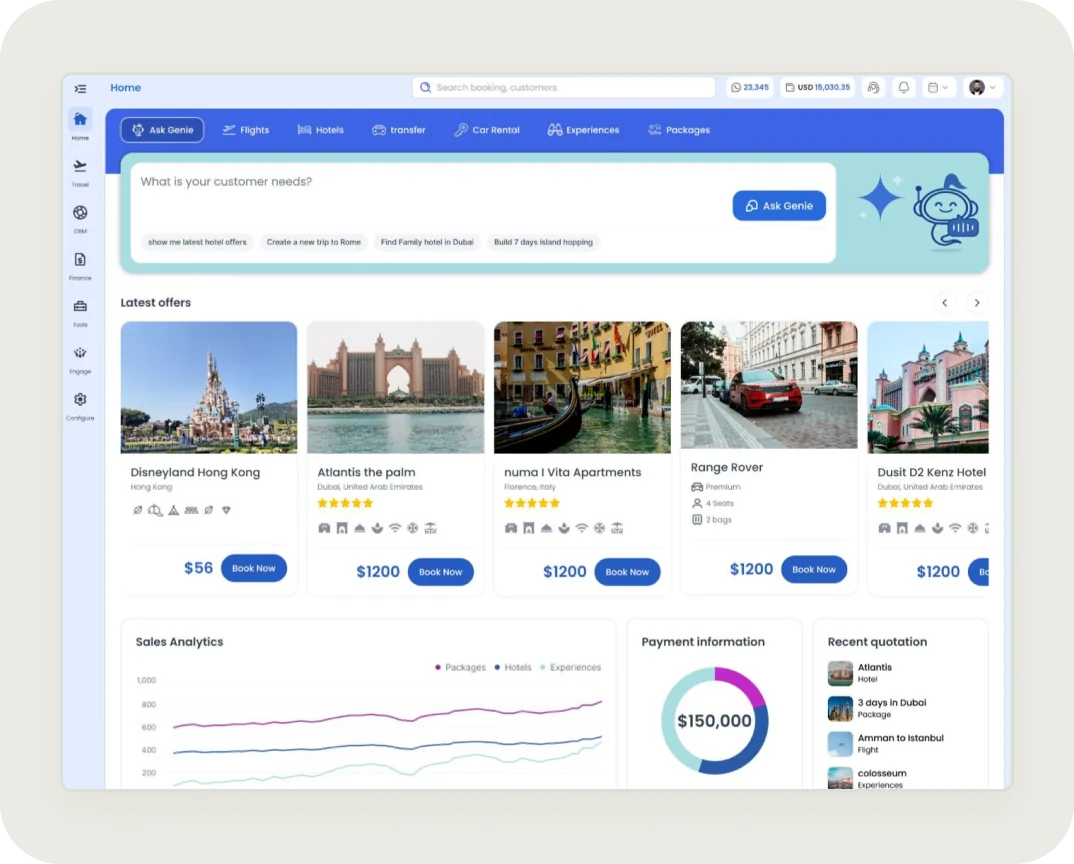 Home
Search booking, customers
23,345
USD 15,030.35
Home
Travel
CRM
Finance
Tools
Engage
Configure
Ask Genie
Flights
Hotels
transfer
Car Rental
Experiences
Packages
What is your customer needs?
Ask Genie
show me latest hotel offers
Create a new trip to Rome
Find Family hotel in Dubai
Build 7 days island hopping
Latest offers
Disneyland Hong Kong
Hong Kong
$56
Book Now
Atlantis the palm
Dubai, United Arab Emirates
$1200
Book Now
numa I Vita Apartments
Florence, Italy
$1200
Book Now
Range Rover
Premium
4 Seats
2 bags
$1200
Book Now
Dusit D2 Kenz Hotel
Dubai, United Arab Emirates
$1200
Bo
Sales Analytics
Packages
Hotels
Experiences
1,000
800
600
400
200
Payment information
$150,000
Recent quotation
Atlantis
Hotel
3 days in Dubai
Package
Amman to Istanbul
Flight
colosseum
Experiences